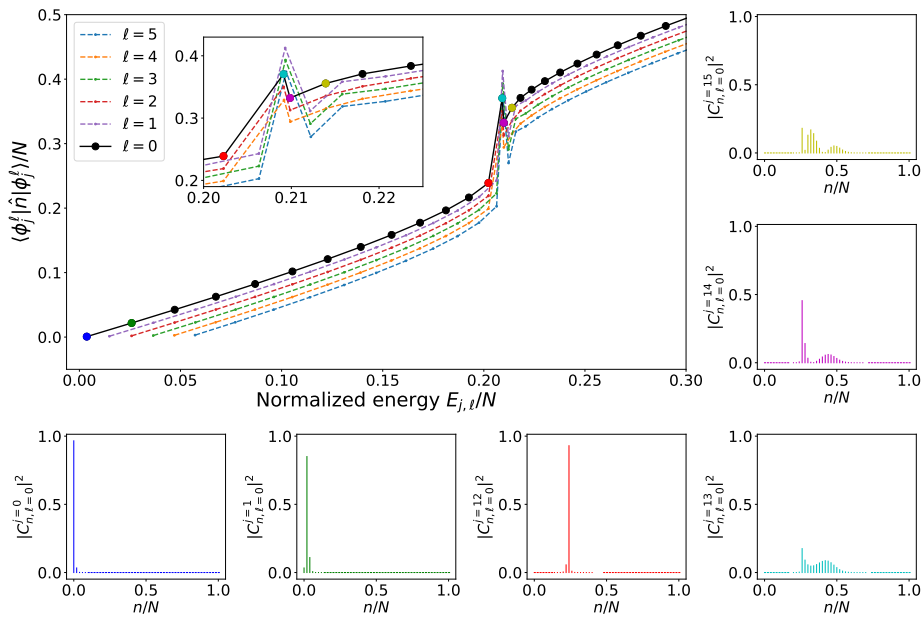 0.5
0.4
0.3
0.2
0.1
0.0
⟨ϕ_j^ℓ|n̂|ϕ_j^ℓ⟩/N
ℓ = 5
ℓ = 4
ℓ = 3
ℓ = 2
ℓ = 1
ℓ = 0
0.4
0.3
0.2
0.20 0.21 0.22
0.00 0.05 0.10 0.15 0.20 0.25 0.30
Normalized energy E_{j, ℓ}/N
1.0
0.5
0.0
|C_{n, ℓ=0}^{j=15}|²
0.0 0.5 1.0
n/N
1.0
0.5
0.0
|C_{n, ℓ=0}^{j=14}|²
0.0 0.5 1.0
n/N
1.0
0.5
0.0
|C_{n, ℓ=0}^{j=0}|²
0.0 0.5 1.0
n/N
1.0
0.5
0.0
|C_{n, ℓ=0}^{j=1}|²
0.0 0.5 1.0
n/N
1.0
0.5
0.0
|C_{n, ℓ=0}^{j=12}|²
0.0 0.5 1.0
n/N
1.0
0.5
0.0
|C_{n, ℓ=0}^{j=13}|²
0.0 0.5 1.0
n/N